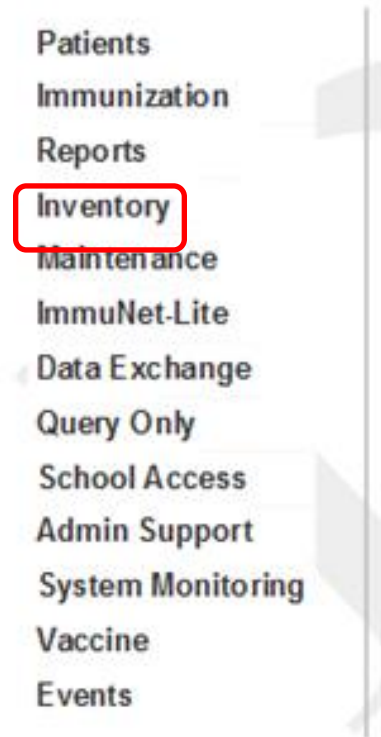 Patients
Immunization
Reports
Inventory
Maintenance
ImmuNet-Lite
Data Exchange
Query Only
School Access
Admin Support
System Monitoring
Vaccine
Events